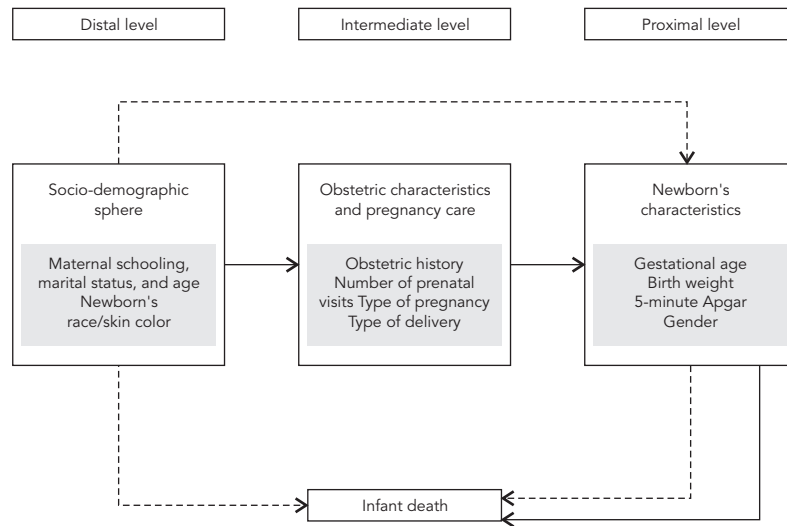 Distal level
Intermediate level
Proximal level
Socio-demographic
sphere
Maternal schooling,
marital status, and age
Newborn's
race/skin color
Obstetric characteristics
and pregnancy care
Obstetric history
Number of prenatal
visits Type of pregnancy
Type of delivery
Newborn's
characteristics
Gestational age
Birth weight
5-minute Apgar
Gender
Infant death